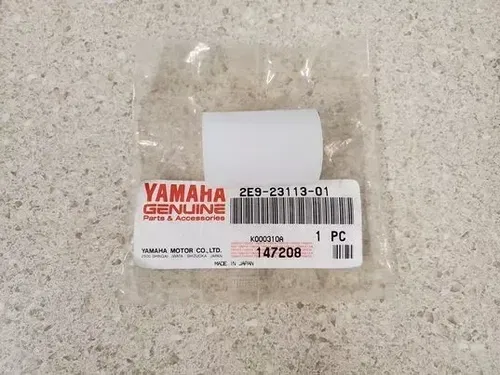 YAMAHA
GENUINE
Parts & Accessories
2E9-23113-01
K000310A
1 PC
YAMAHA MOTOR CO., LTD.
147208
MADE IN JAPAN